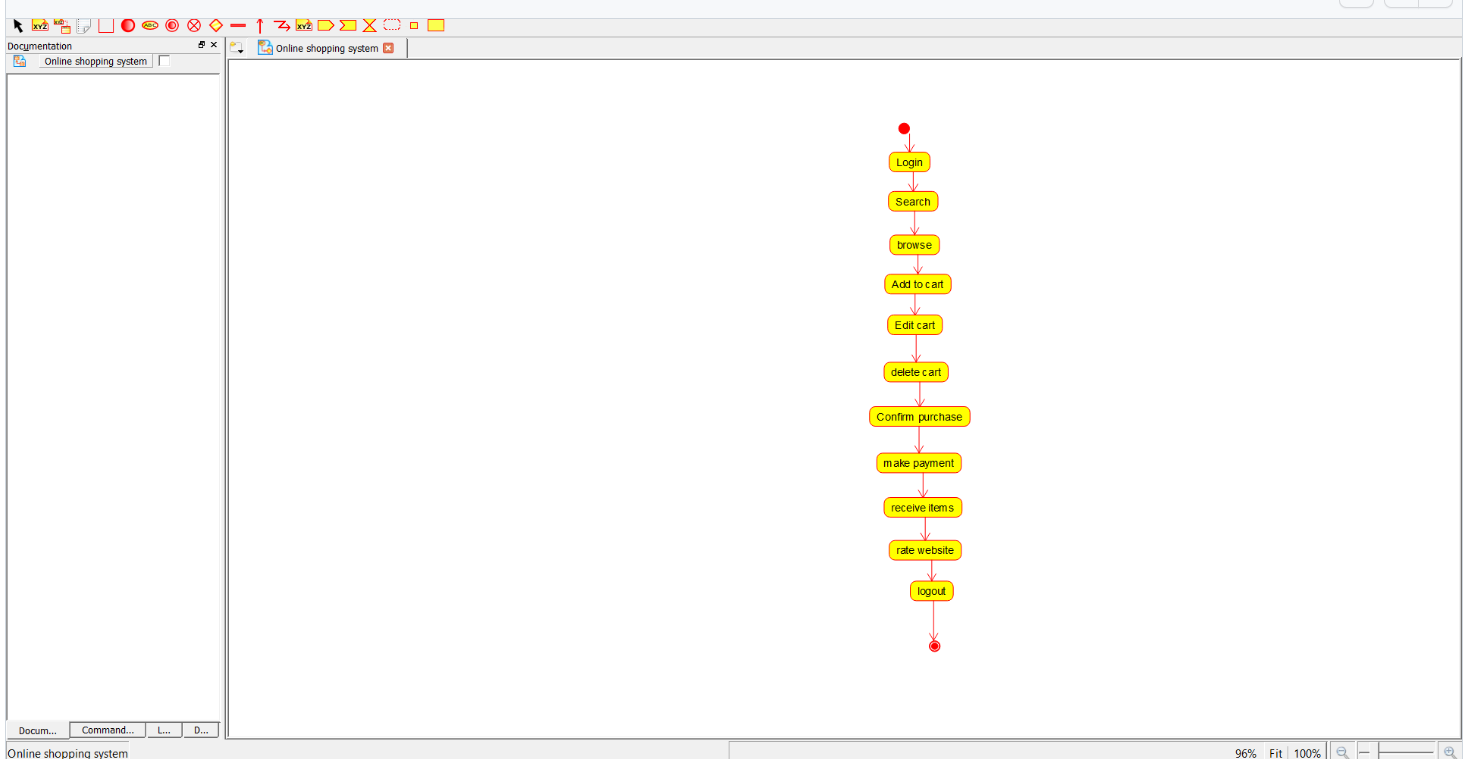 XYZ
ABC
XYZ
Documentation
Online shopping system
Online shopping system
Login
Search
browse
Add to cart
Edit cart
delete cart
Confirm purchase
make payment
receive items
rate website
logout
Docum...
Command...
L...
D...
Online shopping system
96%
Fit
100%